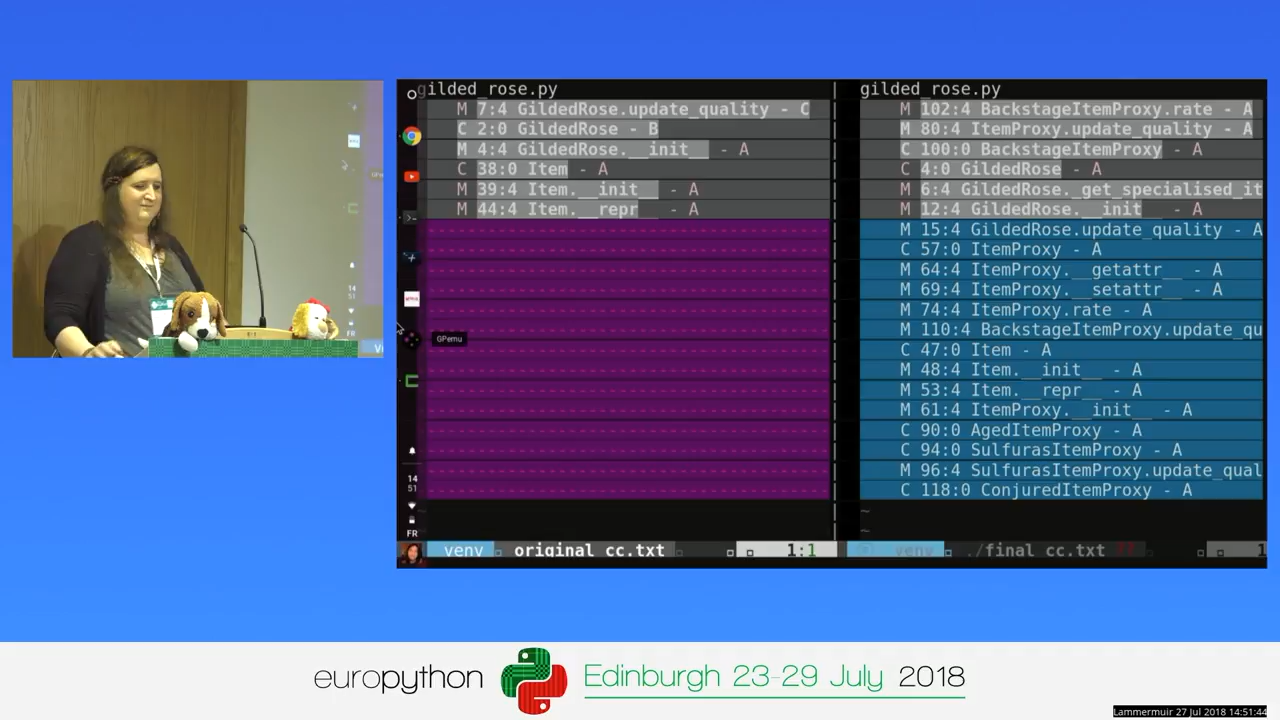 gilded_rose.py
M 7:4 GildedRose.update_quality - C
C 2:0 GildedRose - B
M 4:4 GildedRose.__init__ - A
C 38:0 Item - A
M 39:4 Item.__init__ - A
M 44:4 Item.__repr__ - A
GPemu
14
51
FR
venv original_cc.txt 1:1
gilded_rose.py
M 102:4 BackstageItemProxy.rate - A
M 80:4 ItemProxy.update_quality - A
C 100:0 BackstageItemProxy - A
C 4:0 GildedRose - A
M 6:4 GildedRose._get_specialised_it
M 12:4 GildedRose.__init__ - A
M 15:4 GildedRose.update_quality - A
C 57:0 ItemProxy - A
M 64:4 ItemProxy.__getattr__ - A
M 69:4 ItemProxy.__setattr__ - A
M 74:4 ItemProxy.rate - A
M 110:4 BackstageItemProxy.update_qu
C 47:0 Item - A
M 48:4 Item.__init__ - A
M 53:4 Item.__repr__ - A
M 61:4 ItemProxy.__init__ - A
C 90:0 AgedItemProxy - A
C 94:0 SulfurasItemProxy - A
M 96:4 SulfurasItemProxy.update_qual
C 118:0 ConjuredItemProxy - A
~
~
venv ./final_cc.txt 1
europython Edinburgh 23-29 July 2018
Lammermuir 27 Jul 2018 14:51:44